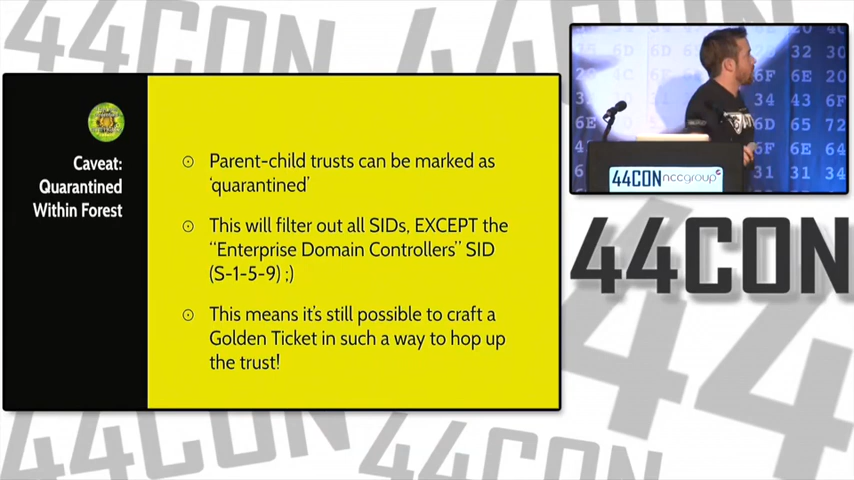 44CON
Caveat:
Quarantined
Within Forest
⊙ Parent-child trusts can be marked as
‘quarantined’
⊙ This will filter out all SIDs, EXCEPT the
“Enterprise Domain Controllers” SID
(S-1-5-9) ;)
⊙ This means it's still possible to craft a
Golden Ticket in such a way to hop up
the trust!
44CON nccgroup
44CON
44CON
44CON